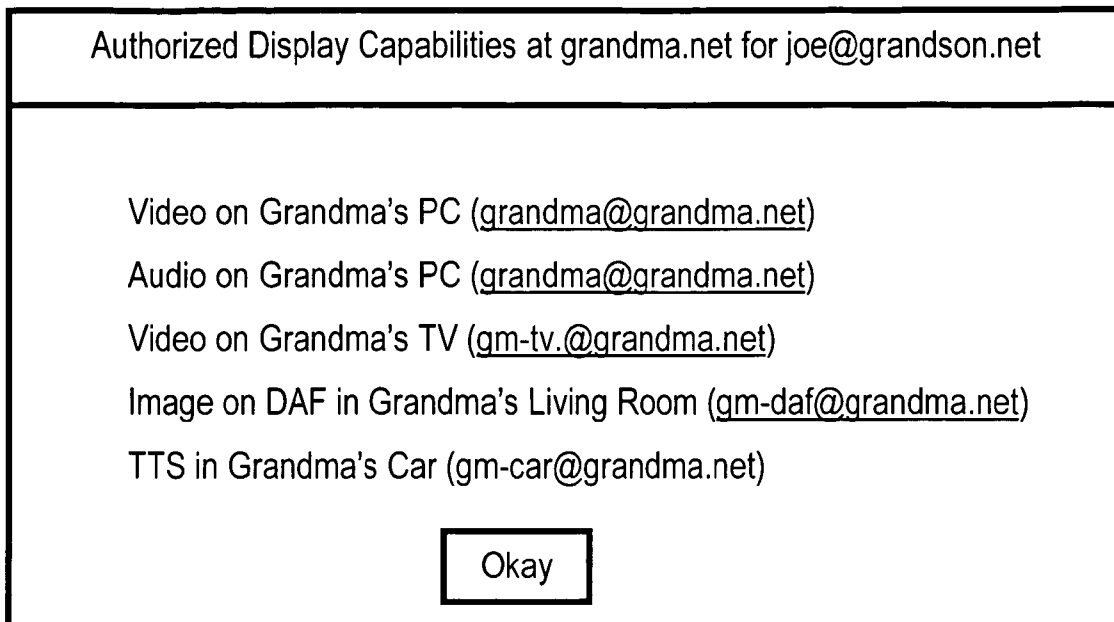 Authorized Display Capabilities at grandma.net for joe@grandson.net
Video on Grandma's PC (grandma@grandma.net)
Audio on Grandma's PC (grandma@grandma.net)
Video on Grandma's TV (gm-tv.@grandma.net)
Image on DAF in Grandma's Living Room (gm-daf@grandma.net)
TTS in Grandma's Car (gm-car@grandma.net)
Okay